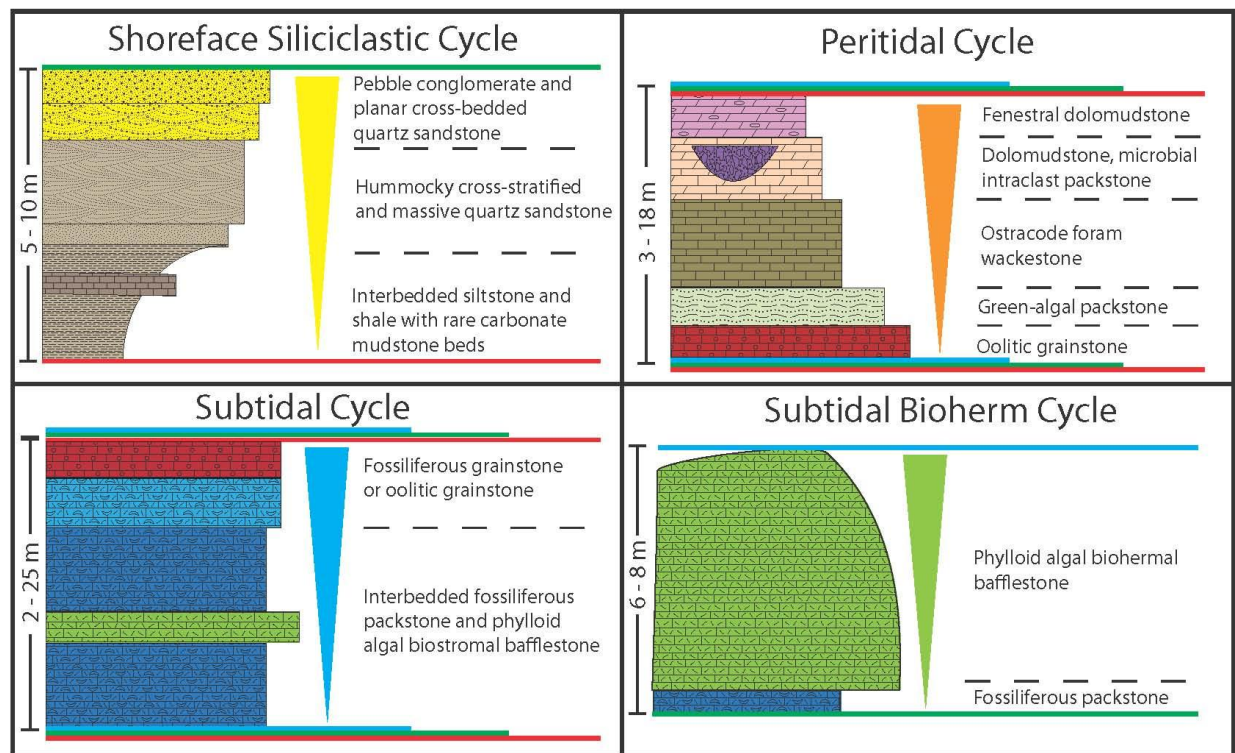 Shoreface Siliciclastic Cycle
5 - 10 m
Pebble conglomerate and
planar cross-bedded
quartz sandstone
Hummocky cross-stratified
and massive quartz sandstone
Interbedded siltstone and
shale with rare carbonate
mudstone beds
Peritidal Cycle
3 - 18 m
Fenestral dolomudstone
Dolomudstone, microbial
intraclast packstone
Ostracode foram
wackestone
Green-algal packstone
Oolitic grainstone
Subtidal Cycle
2 - 25 m
Fossiliferous grainstone
or oolitic grainstone
Interbedded fossiliferous
packstone and phylloid
algal biostromal bafflestone
Subtidal Bioherm Cycle
6 - 8 m
Phylloid algal biohermal
bafflestone
Fossiliferous packstone